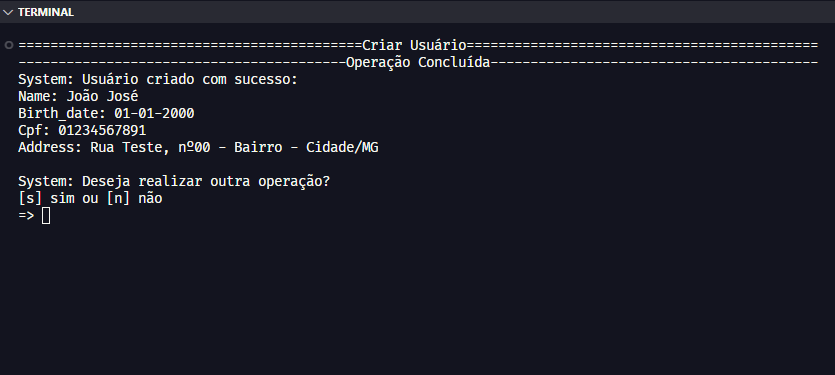 TERMINAL
===========================================Criar Usuário============================================
-----------------------------------------Operação Concluída-----------------------------------------
System: Usuário criado com sucesso:
Name: João José
Birth_date: 01-01-2000
Cpf: 01234567891
Address: Rua Teste, nº00 - Bairro - Cidade/MG
System: Deseja realizar outra operação?
[s] sim ou [n] não
=>